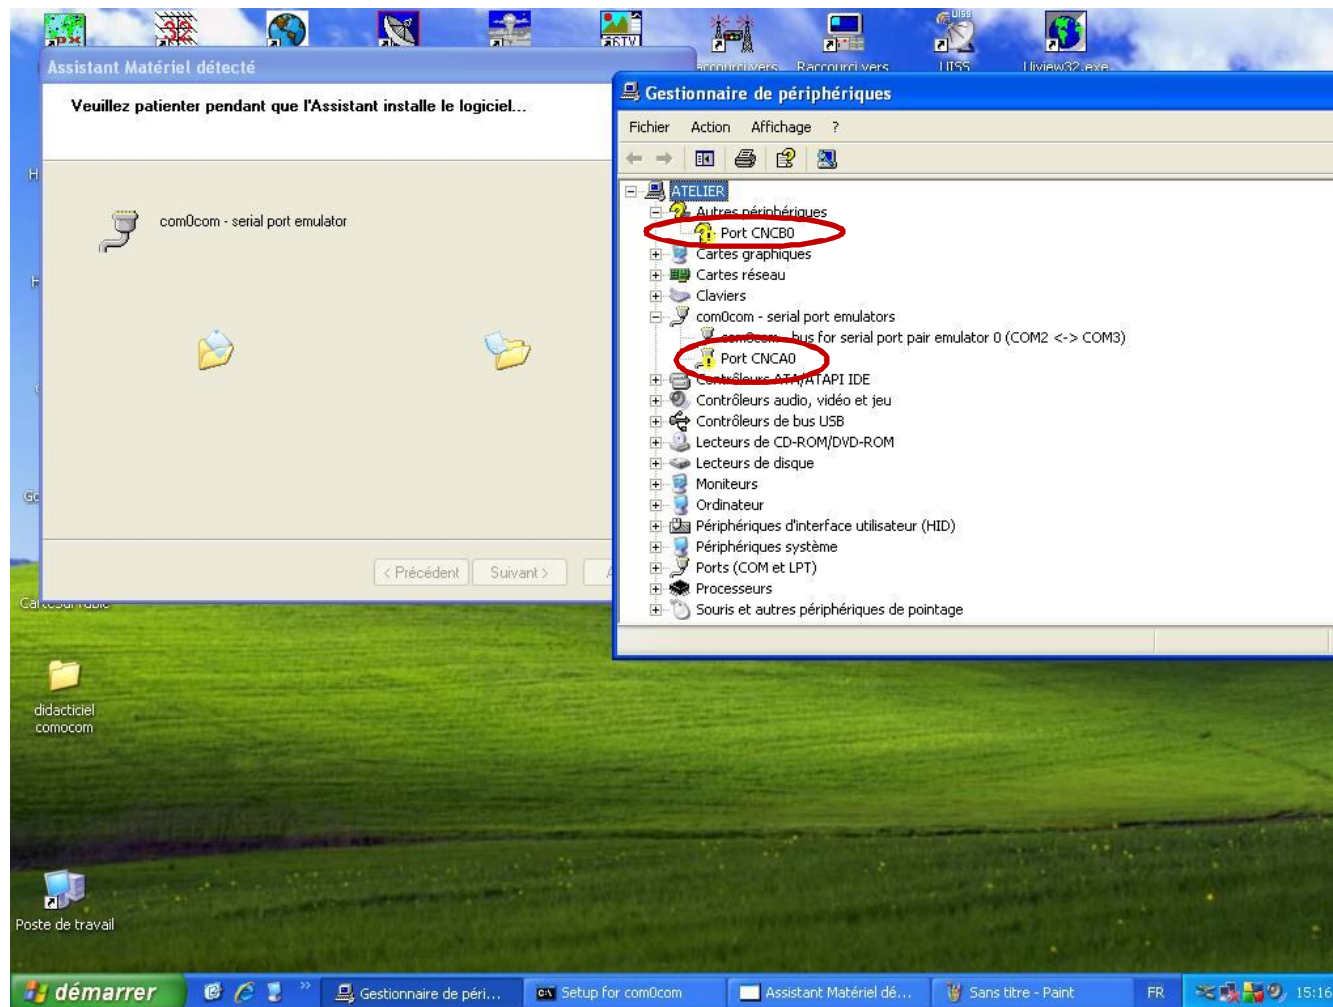 Raccourci vers
UISS
Uiview32.exe
Assistant Matériel détecté
Veuillez patienter pendant que l'Assistant installe le logiciel...
com0com - serial port emulator
< Précédent
Suivant >
Gestionnaire de périphériques
Fichier Action Affichage ?
ATELIER
Autres périphériques
Port CNCB0
Cartes graphiques
Cartes réseau
Claviers
com0com - serial port emulators
com0com - bus for serial port pair emulator 0 (COM2 <-> COM3)
Port CNCA0
Contrôleurs ATA/ATAPI IDE
Contrôleurs audio, vidéo et jeu
Contrôleurs de bus USB
Lecteurs de CD-ROM/DVD-ROM
Lecteurs de disque
Moniteurs
Ordinateur
Périphériques d'interface utilisateur (HID)
Périphériques système
Ports (COM et LPT)
Processeurs
Souris et autres périphériques de pointage
didacticiel
comocom
Poste de travail
démarrer
Gestionnaire de péri...
Setup for com0com
Assistant Matériel dé...
Sans titre - Paint
FR
15:16